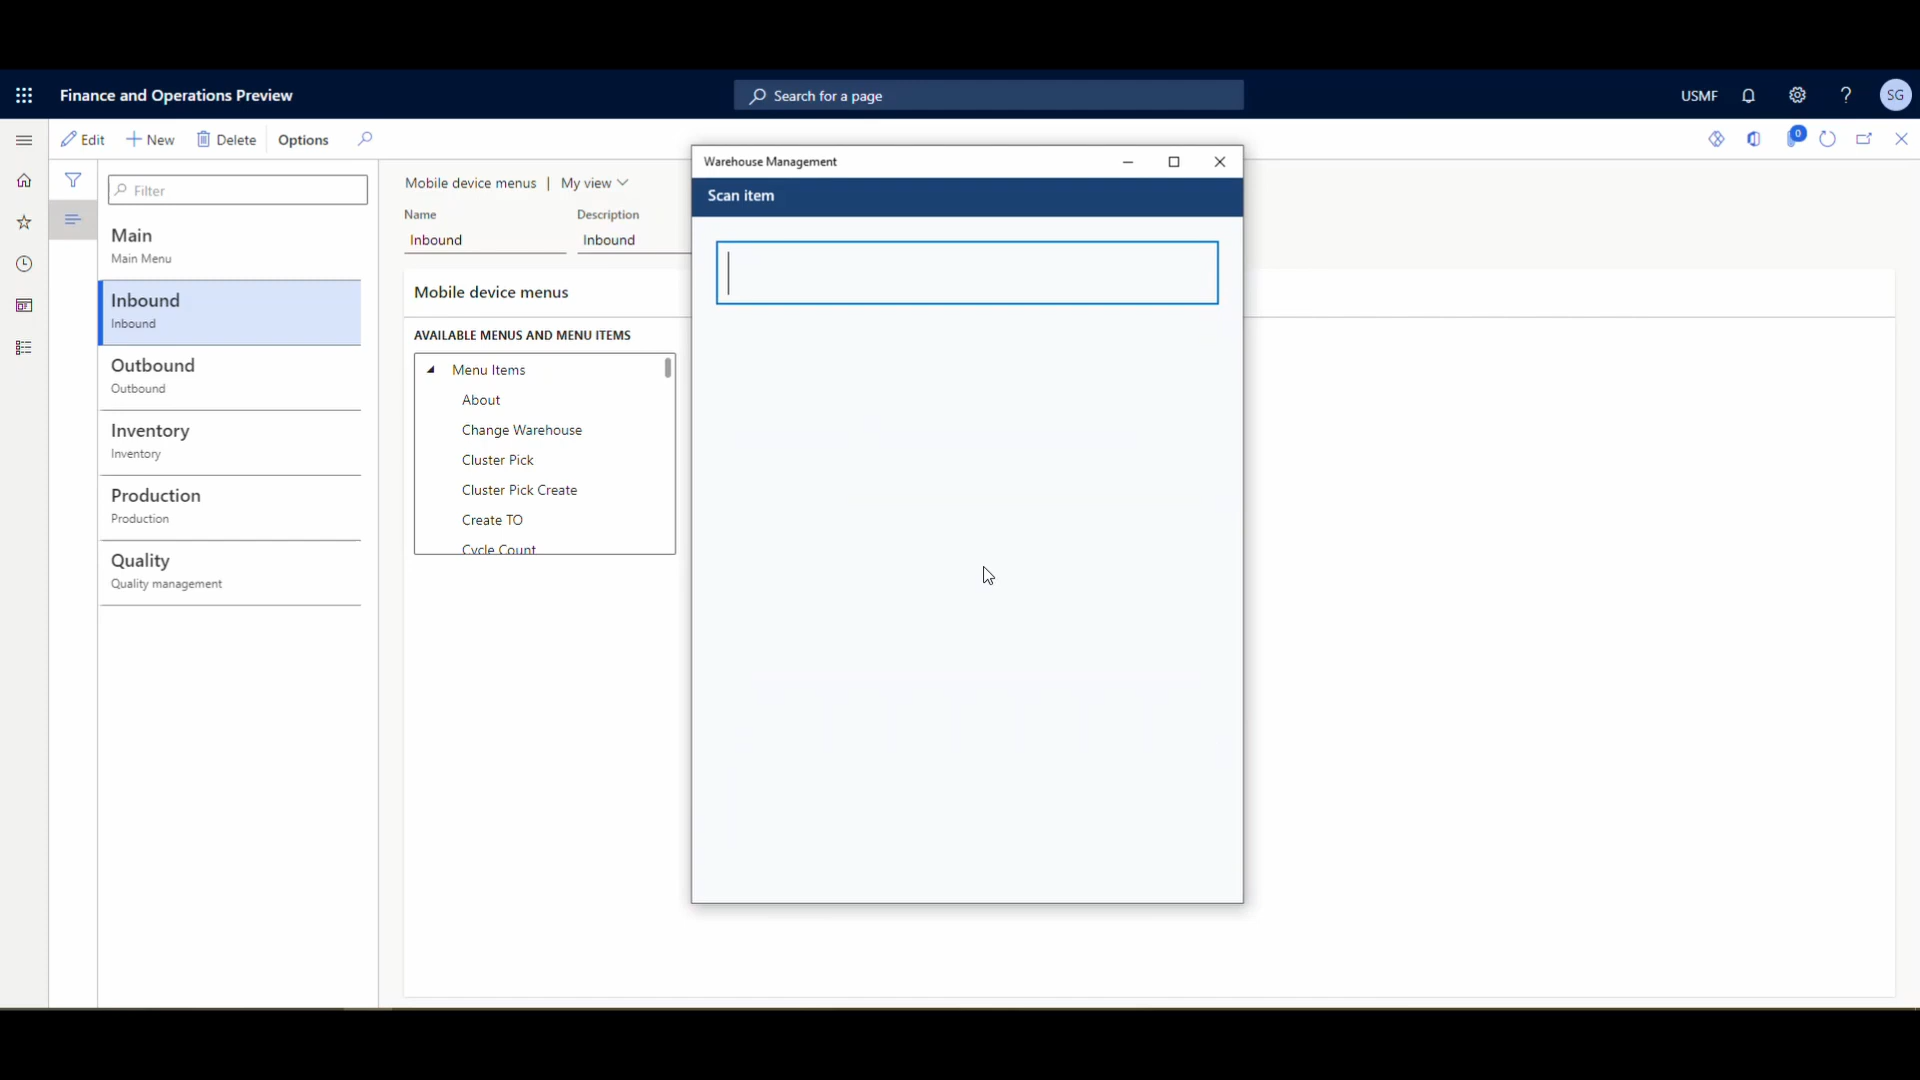 Finance and Operations Preview
Search for a page
USMF
?
SG
Edit
New
Delete
Options
0
Filter
Main
Main Menu
Inbound
Inbound
Outbound
Outbound
Inventory
Inventory
Production
Production
Quality
Quality management
Mobile device menus | My view
Name
Description
Inbound
Inbound
Mobile device menus
AVAILABLE MENUS AND MENU ITEMS
Menu Items
About
Change Warehouse
Cluster Pick
Cluster Pick Create
Create TO
Cycle Count
Warehouse Management
Scan item